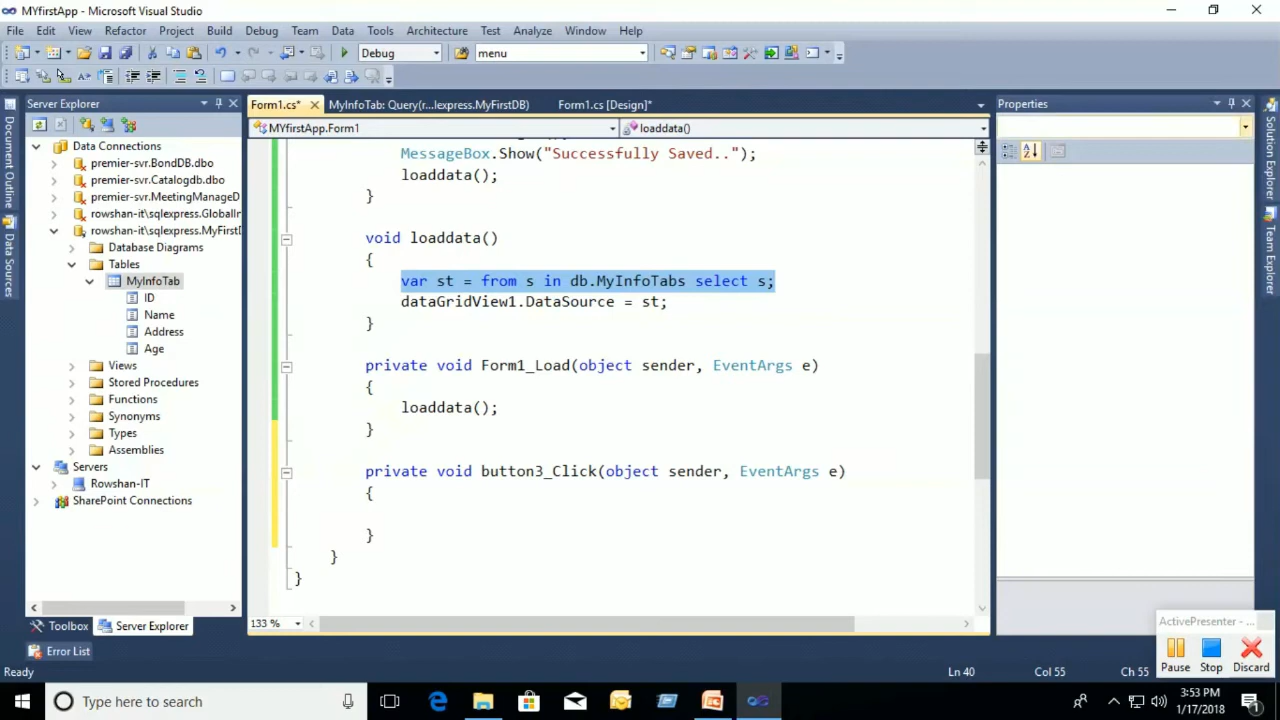 MYfirstApp - Microsoft Visual Studio
File Edit View Refactor Project Build Debug Team Data Tools Architecture Test Analyze Window Help
Debug menu
Server Explorer
Form1.cs* MyInfoTab: Query(r...lexpress.MyFirstDB) Form1.cs [Design]*
Properties
MYfirstApp.Form1 loaddata()
Document Outline
Data Sources
Data Connections
premier-svr.BondDB.dbo
premier-svr.Catalogdb.dbo
premier-svr.MeetingManageD
rowshan-it\sqlexpress.GlobalIn
rowshan-it\sqlexpress.MyFirstD
Database Diagrams
Tables
MyInfoTab
ID
Name
Address
Age
Views
Stored Procedures
Functions
Synonyms
Types
Assemblies
Servers
Rowshan-IT
SharePoint Connections
Toolbox Server Explorer
Error List
MessageBox.Show("Successfully Saved..");
loaddata();
}
void loaddata()
{
var st = from s in db.MyInfoTabs select s;
dataGridView1.DataSource = st;
}
private void Form1_Load(object sender, EventArgs e)
{
loaddata();
}
private void button3_Click(object sender, EventArgs e)
{
}
}
}
133 %
Solution Explorer
Team Explorer
ActivePresenter - ...
Pause Stop Discard
Ready Ln 40 Col 55 Ch 55
Type here to search
3:53 PM
1/17/2018
1